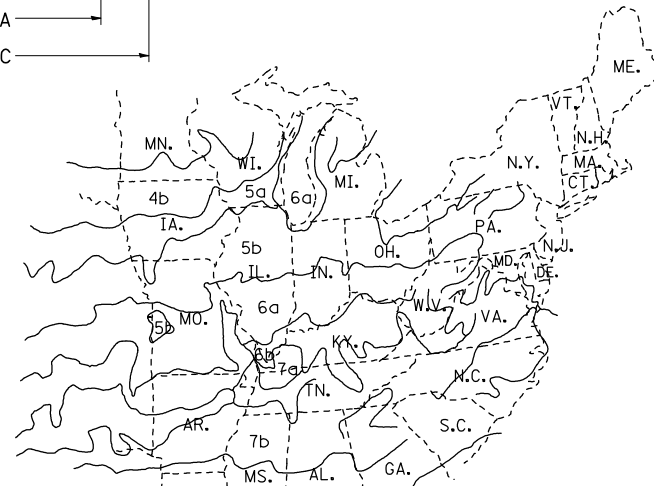 A
C
ME.
VT.
MN.
N.H.
WI.
N.Y.
MA.
4b
5a
6a
MI.
CT.
IA.
PA.
5b
OH.
N.J.
IL.
IN.
MD.
DE.
6a
W.V.
5b
MO.
VA.
KY.
6b
7a
N.C.
TN.
AR.
S.C.
7b
MS.
AL.
GA.